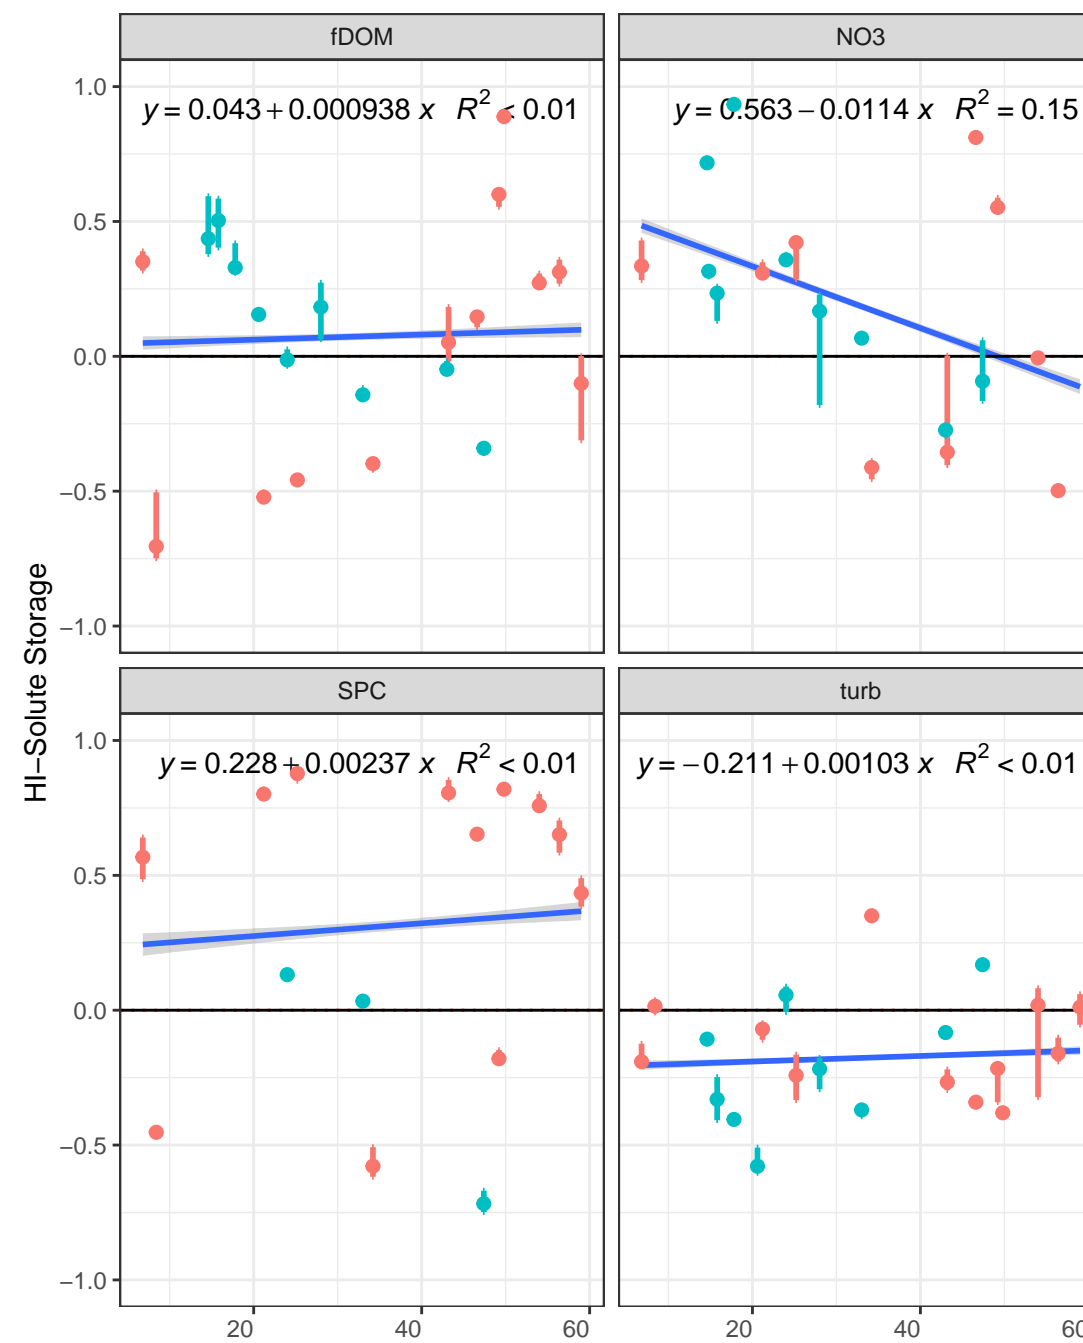 fDOM NO3
1.0
y = 0.043 + 0.000938 x R² < 0.01 y = 0.563 − 0.0114 x R² = 0.15
0.5
0.0
−0.5
−1.0
HI−Solute Storage
SPC turb
1.0
y = 0.228 + 0.00237 x R² < 0.01 y = −0.211 + 0.00103 x R² < 0.01
0.5
0.0
−0.5
−1.0
20 40 60 20 40 60